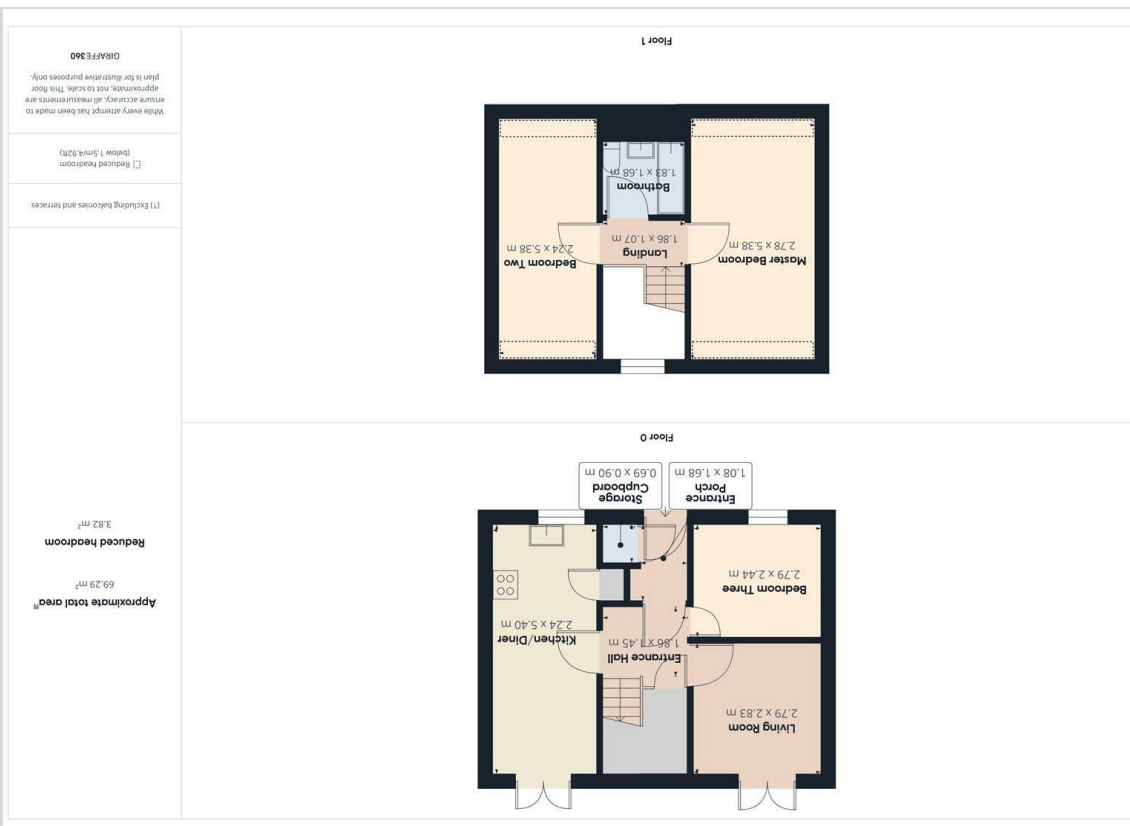 Living Room
2.79 x 2.83 m
Entrance Hall
1.86 x 1.45 m
Kitchen/Diner
2.24 x 5.40 m
Bedroom Three
2.79 x 2.44 m
Entrance
Porch
1.08 x 1.68 m
Storage
Cupboard
0.69 x 0.90 m
Floor 0
Master Bedroom
2.78 x 5.38 m
Landing
1.86 x 1.07 m
Bedroom Two
2.24 x 5.38 m
Bathroom
1.83 x 1.68 m
Floor 1
Approximate total area⁽¹⁾
69.29 m²
Reduced headroom
3.82 m²
(1) Excluding balconies and terraces
Reduced headroom
(below 1.5m/4.92ft)
While every attempt has been made to
ensure accuracy, all measurements are
approximate, not to scale. This floor
plan is for illustrative purposes only.
GIRAFFE360